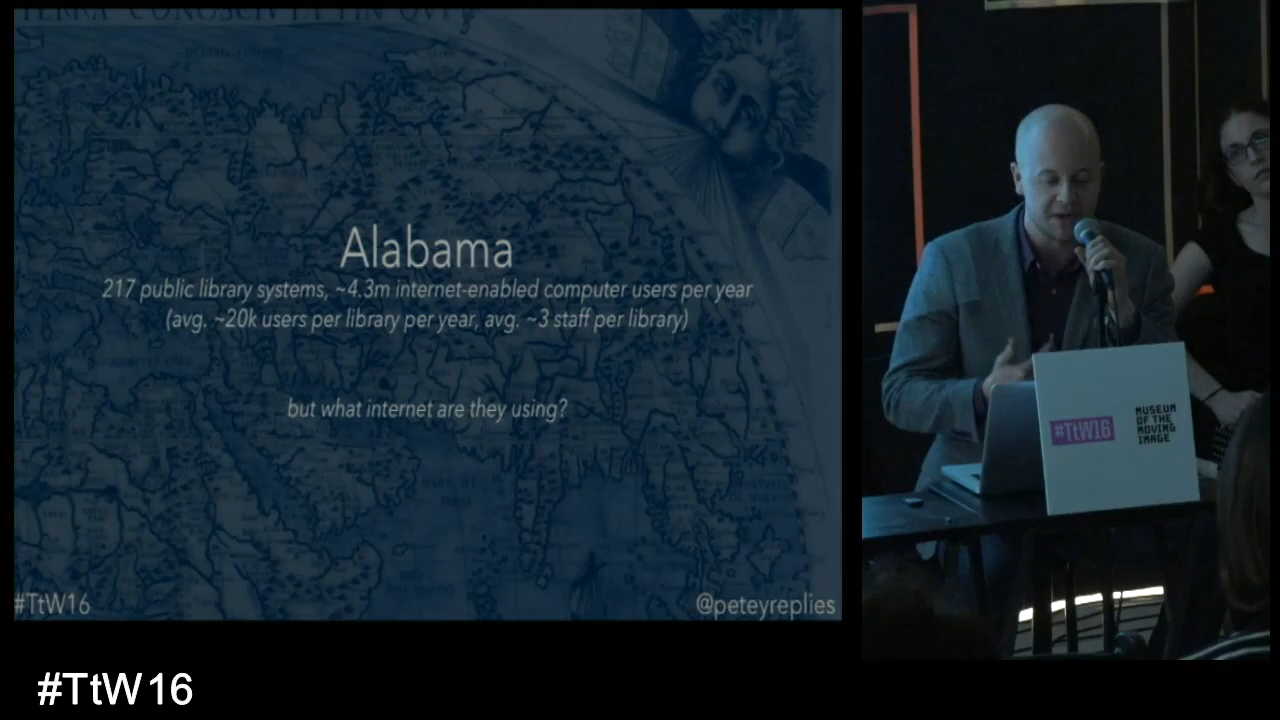 TERRA CONOSCIV
Alabama
217 public library systems, ~4.3m internet-enabled computer users per year
(avg. ~20k users per library per year, avg. ~3 staff per library)
but what internet are they using?
#TtW16
@peteyreplies
#TtW16
MUSEUM
OF THE
MOVING
IMAGE
#TtW16